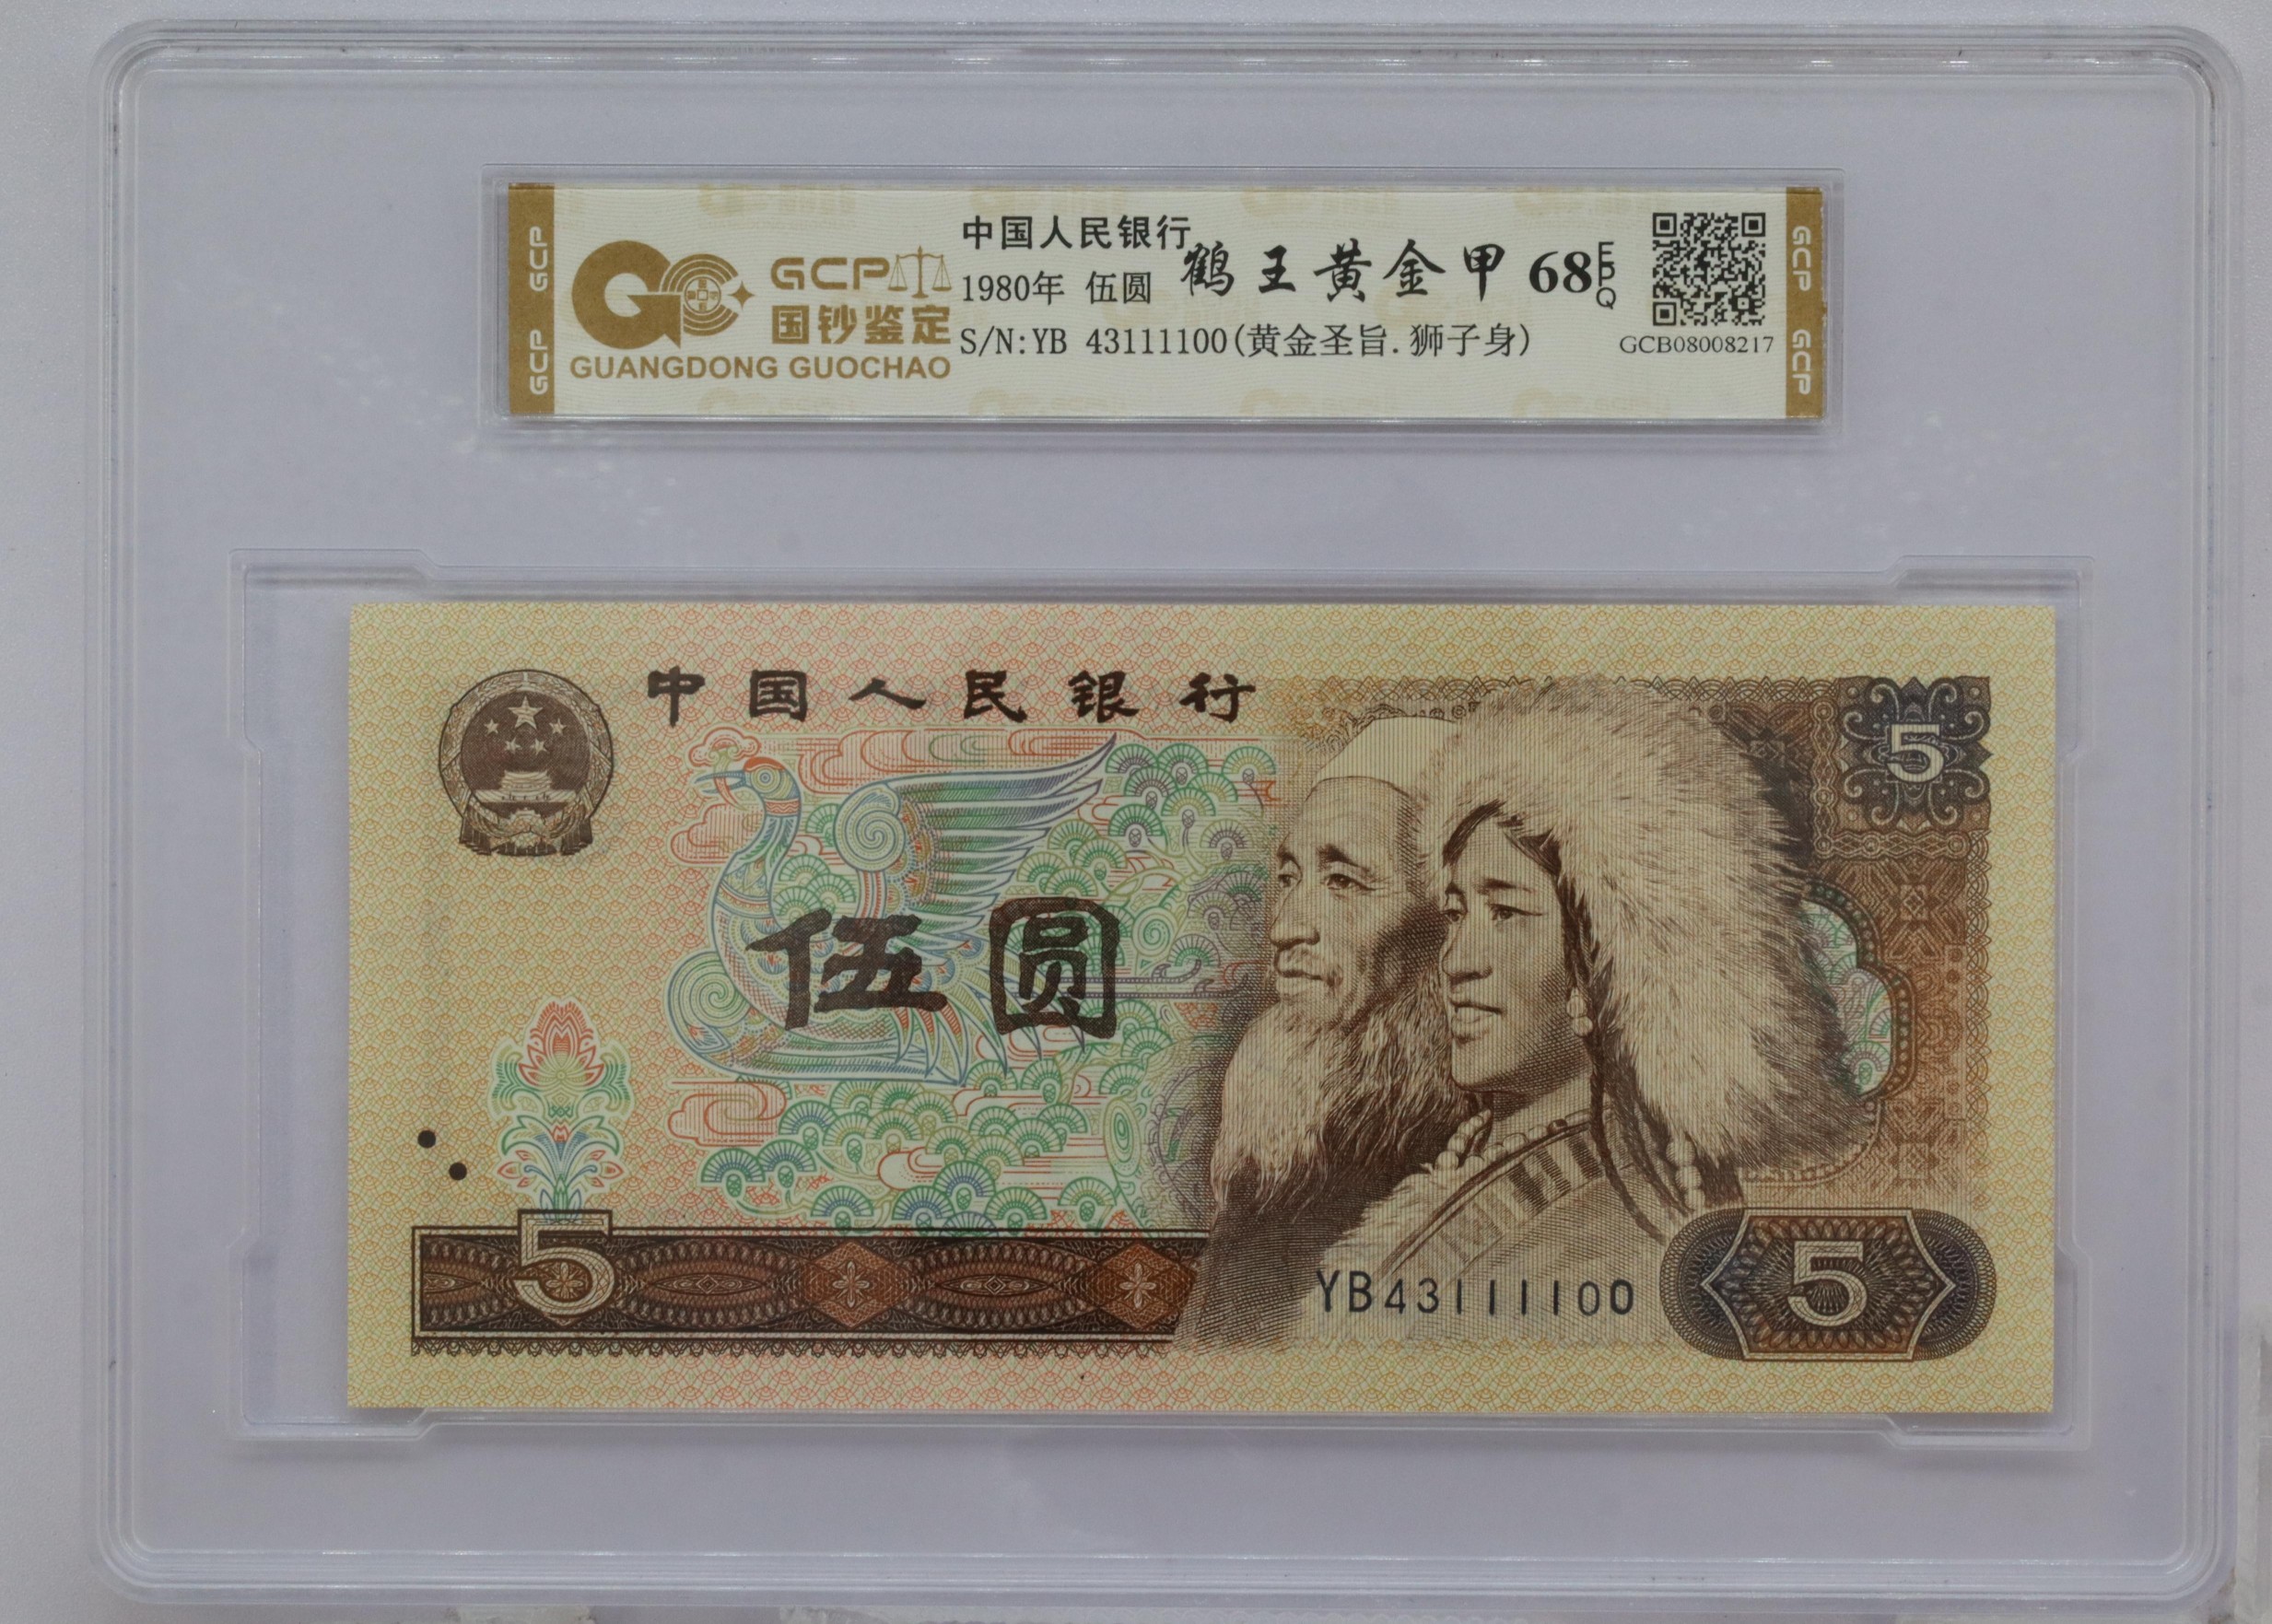 GCP GCP
GCP
国钞鉴定
GUANGDONG GUOCHAO
中国人民银行
1980年 伍圆
鹤王黄金甲 68 EPQ
S/N:YB 43111100(黄金圣旨.狮子身)
GCB08008217
GCP GCP
中国人民银行
5
伍圆
5
YB43111100
5